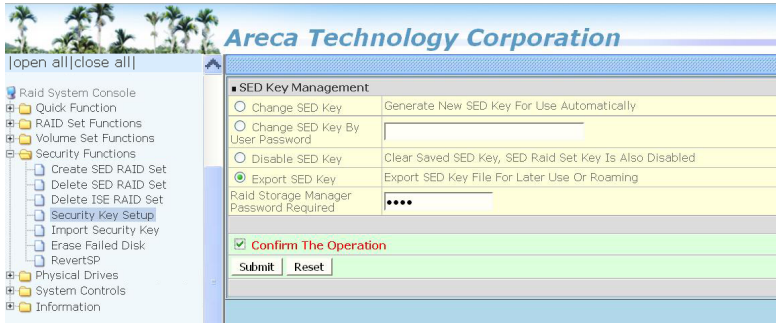 Areca Technology Corporation
|open all|close all|
Raid System Console
Quick Function
RAID Set Functions
Volume Set Functions
Security Functions
Create SED RAID Set
Delete SED RAID Set
Delete ISE RAID Set
Security Key Setup
Import Security Key
Erase Failed Disk
RevertSP
Physical Drives
System Controls
Information
SED Key Management
Change SED Key Generate New SED Key For Use Automatically
Change SED Key By
User Password
Disable SED Key Clear Saved SED Key, SED Raid Set Key Is Also Disabled
Export SED Key Export SED Key File For Later Use Or Roaming
Raid Storage Manager
Password Required ••••
Confirm The Operation
Submit Reset